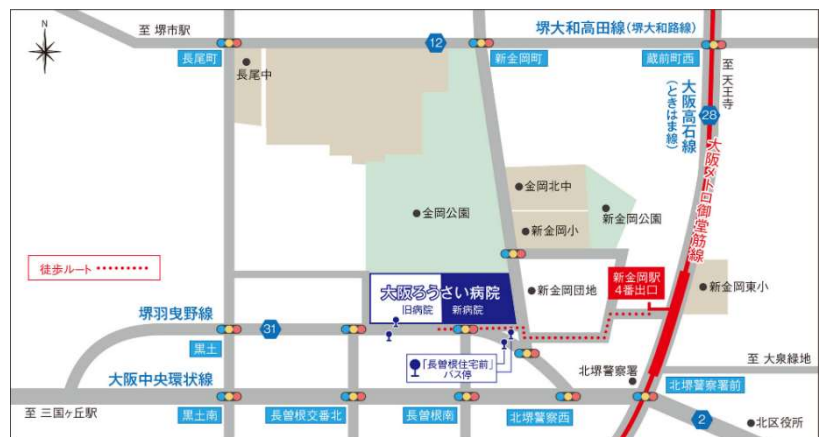 N
至 堺市駅
長尾町
長尾中
12
新金岡町
堺大和高田線(堺大和路線)
蔵前町西
至 天王寺
28
大阪高石線
(ときはま線)
大阪メトロ御堂筋線
金岡公園
金岡北中
新金岡小
新金岡公園
徒歩ルート
大阪ろうさい病院
旧病院
新病院
新金岡団地
新金岡駅
4番出口
新金岡東小
堺羽曳野線
31
黒土
「長曽根住宅前」
バス停
北堺警察署
至 大泉緑地
大阪中央環状線
至 三国ヶ丘駅
黒土南
長曽根交番北
長曽根南
北堺警察西
北堺警察署前
2
北区役所